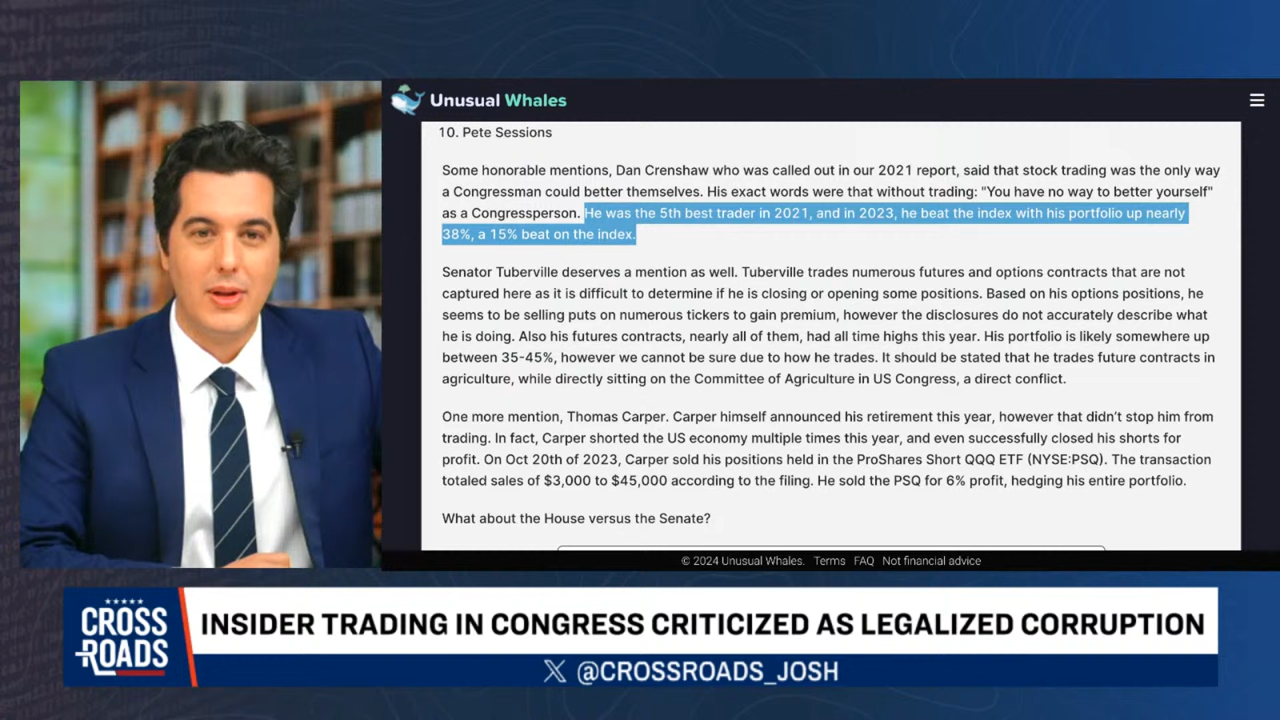 Unusual Whales
10. Pete Sessions
Some honorable mentions, Dan Crenshaw who was called out in our 2021 report, said that stock trading was the only way
a Congressman could better themselves. His exact words were that without trading: "You have no way to better yourself"
as a Congressperson. He was the 5th best trader in 2021, and in 2023, he beat the index with his portfolio up nearly
38%, a 15% beat on the index.
Senator Tuberville deserves a mention as well. Tuberville trades numerous futures and options contracts that are not
captured here as it is difficult to determine if he is closing or opening some positions. Based on his options positions, he
seems to be selling puts on numerous tickers to gain premium, however the disclosures do not accurately describe what
he is doing. Also his futures contracts, nearly all of them, had all time highs this year. His portfolio is likely somewhere up
between 35-45%, however we cannot be sure due to how he trades. It should be stated that he trades future contracts in
agriculture, while directly sitting on the Committee of Agriculture in US Congress, a direct conflict.
One more mention, Thomas Carper. Carper himself announced his retirement this year, however that didn't stop him from
trading. In fact, Carper shorted the US economy multiple times this year, and even successfully closed his shorts for
profit. On Oct 20th of 2023, Carper sold his positions held in the ProShares Short QQQ ETF (NYSE:PSQ). The transaction
totaled sales of $3,000 to $45,000 according to the filing. He sold the PSQ for 6% profit, hedging his entire portfolio.
What about the House versus the Senate?
© 2024 Unusual Whales. Terms FAQ Not financial advice
CROSS
ROADS
INSIDER TRADING IN CONGRESS CRITICIZED AS LEGALIZED CORRUPTION
X @CROSSROADS_JOSH